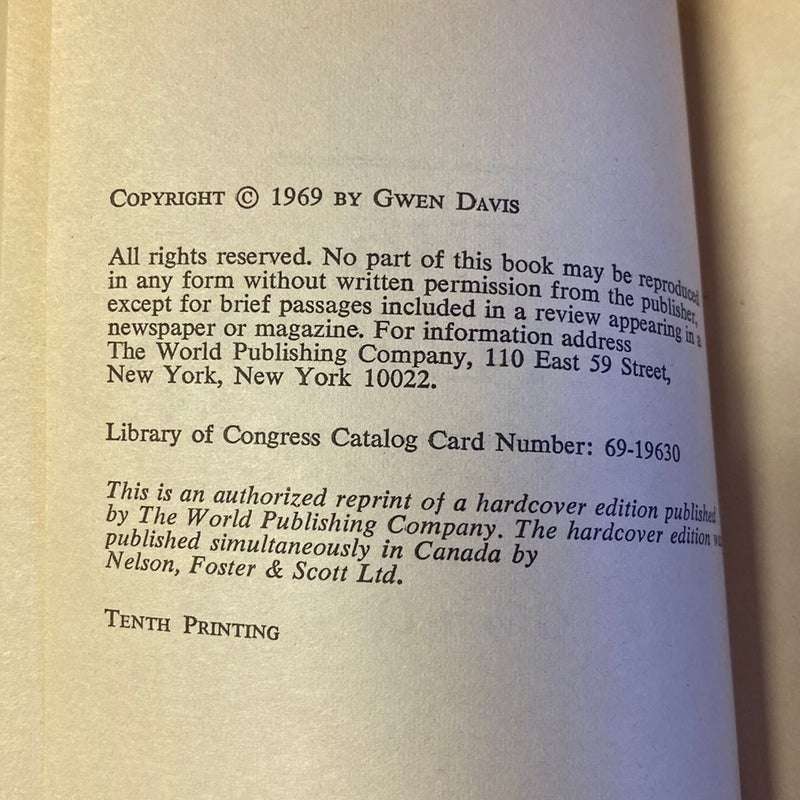 COPYRIGHT © 1969 BY GWEN DAVIS
All rights reserved. No part of this book may be reproduced
in any form without written permission from the publisher,
except for brief passages included in a review appearing in a
newspaper or magazine. For information address
The World Publishing Company, 110 East 59 Street,
New York, New York 10022.
Library of Congress Catalog Card Number: 69-19630
This is an authorized reprint of a hardcover edition published
by The World Publishing Company. The hardcover edition
published simultaneously in Canada by
Nelson, Foster & Scott Ltd.
TENTH PRINTING